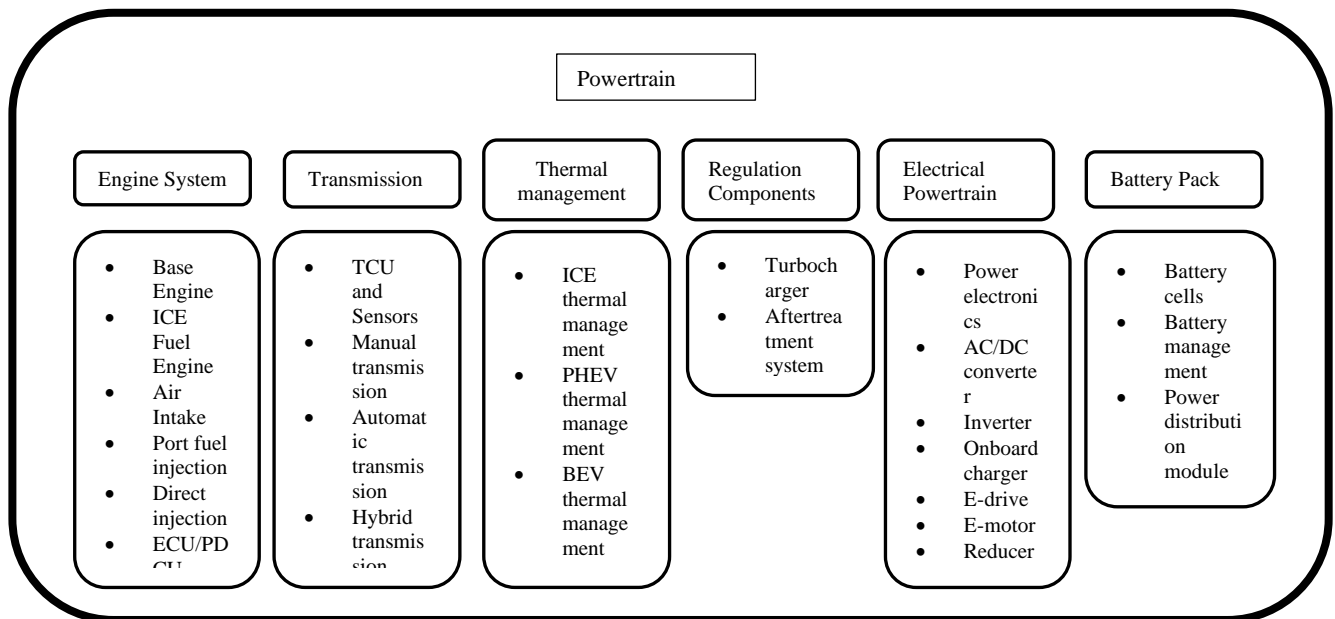 Powertrain
Engine System
Transmission
Thermal
management
Regulation
Components
Electrical
Powertrain
Battery Pack
• Base
Engine
• ICE
Fuel
Engine
• Air
Intake
• Port fuel
injection
• Direct
injection
• ECU/PD
CU
• TCU
and
Sensors
• Manual
transmis
sion
• Automat
ic
transmis
sion
• Hybrid
transmis
sion
• ICE
thermal
manage
ment
• PHEV
thermal
manage
ment
• BEV
thermal
manage
ment
• Turboch
arger
• Aftertrea
tment
system
• Power
electroni
cs
• AC/DC
converte
r
• Inverter
• Onboard
charger
• E-drive
• E-motor
• Reducer
• Battery
cells
• Battery
manage
ment
• Power
distributi
on
module